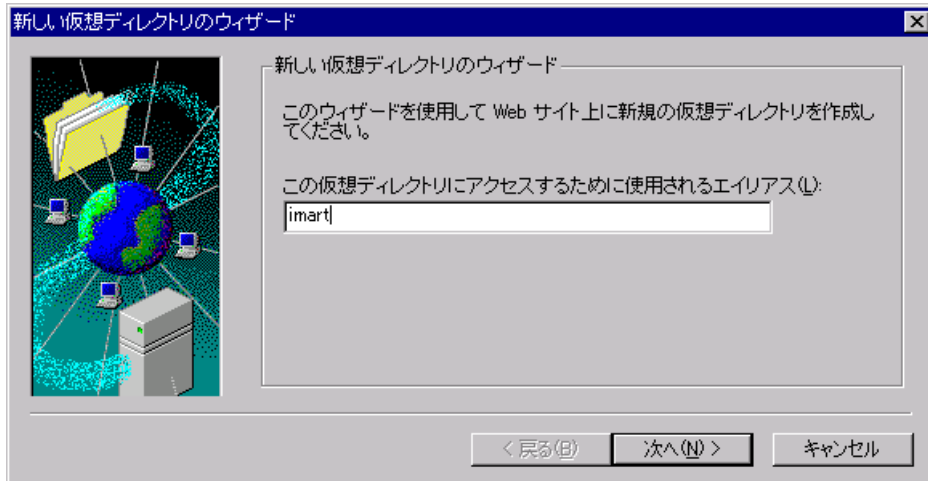 新しい仮想ディレクトリのウィザード
新しい仮想ディレクトリのウィザード
このウィザードを使用して Web サイト上に新規の仮想ディレクトリを作成し
てください。
この仮想ディレクトリにアクセスするために使用されるエイリアス(L):
imart
< 戻る(B)
次へ(N) >
キャンセル